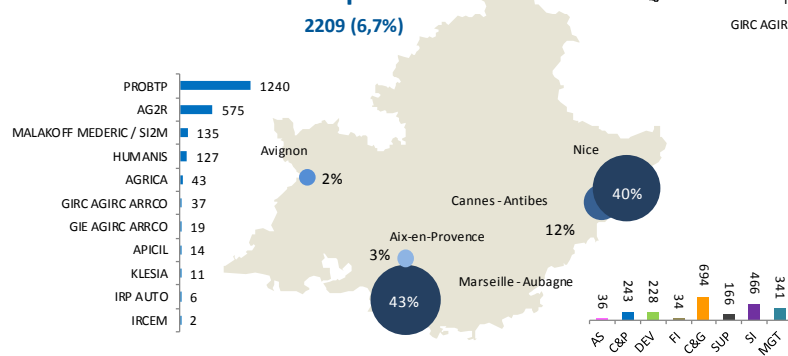 2209 (6,7%)
GIRC AGIR
PROBTP 1240
AG2R 575
MALAKOFF MEDERIC / SI2M 135
HUMANIS 127
AGRICA 43
GIRC AGIRC ARRCO 37
GIE AGIRC ARRCO 19
APICIL 14
KLESIA 11
IRP AUTO 6
IRCEM 2
Avignon
2%
Nice
40%
Cannes - Antibes
12%
Aix-en-Provence
3%
Marseille - Aubagne
43%
36 243 228 34 694 166 466 341
AS C&P DEV FI C&G SUP SI MGT